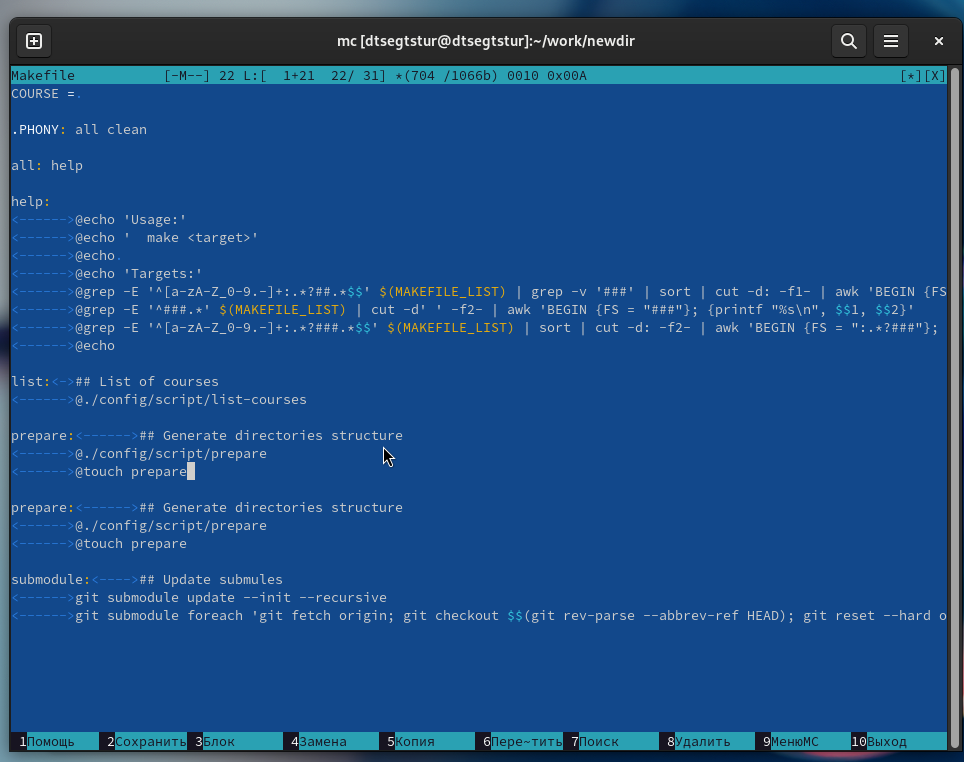 mc [dtsegtstur@dtsegtstur]:~/work/newdir
Makefile [-M--] 22 L:[ 1+21 22/ 31] *(704 /1066b) 0010 0x00A [*][X]
COURSE =.
.PHONY: all clean
all: help
help:
<------>@echo 'Usage:'
<------>@echo '  make <target>'
<------>@echo.
<------>@echo 'Targets:'
<------>@grep -E '^[a-zA-Z_0-9.-]+:.*?##.*$$' $(MAKEFILE_LIST) | grep -v '###' | sort | cut -d: -f1- | awk 'BEGIN {FS
<------>@grep -E '^###.*' $(MAKEFILE_LIST) | cut -d' ' -f2- | awk 'BEGIN {FS = "###"}; {printf "%s\n", $$1, $$2}'
<------>@grep -E '^[a-zA-Z_0-9.-]+:.*?###.*$$' $(MAKEFILE_LIST) | sort | cut -d: -f2- | awk 'BEGIN {FS = ":.*?###"};
<------>@echo
list:<->## List of courses
<------>@./config/script/list-courses
prepare:<------>## Generate directories structure
<------>@./config/script/prepare
<------>@touch prepare
prepare:<------>## Generate directories structure
<------>@./config/script/prepare
<------>@touch prepare
submodule:<---->## Update submules
<------>git submodule update --init --recursive
<------>git submodule foreach 'git fetch origin; git checkout $$(git rev-parse --abbrev-ref HEAD); git reset --hard o
1Помощь 2Сохранить 3Блок 4Замена 5Копия 6Пере~тить 7Поиск 8Удалить 9МенюMC 10Выход